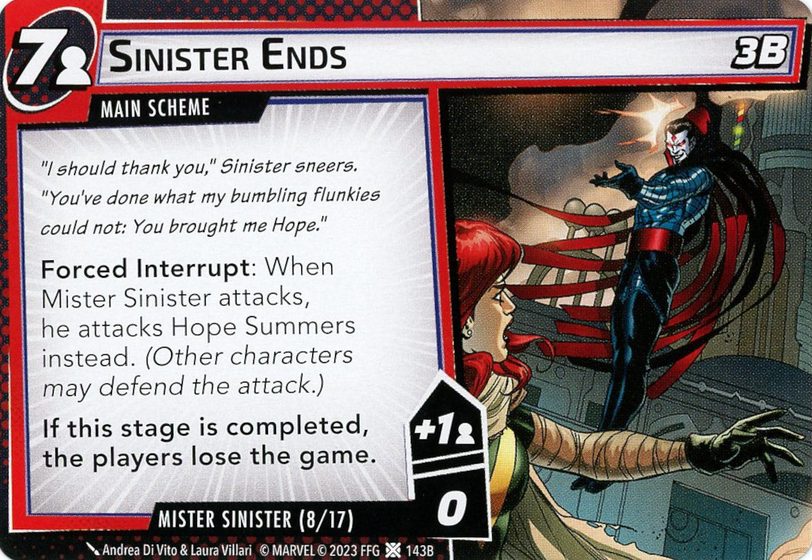 7
SINISTER ENDS
3B
MAIN SCHEME
"I should thank you," Sinister sneers.
"You've done what my bumbling flunkies
could not: You brought me Hope."
Forced Interrupt: When
Mister Sinister attacks,
he attacks Hope Summers
instead. (Other characters
may defend the attack.)
If this stage is completed,
the players lose the game.
+1
0
MISTER SINISTER (8/17)
Andrea Di Vito & Laura Villari © MARVEL © 2023 FFG 143B